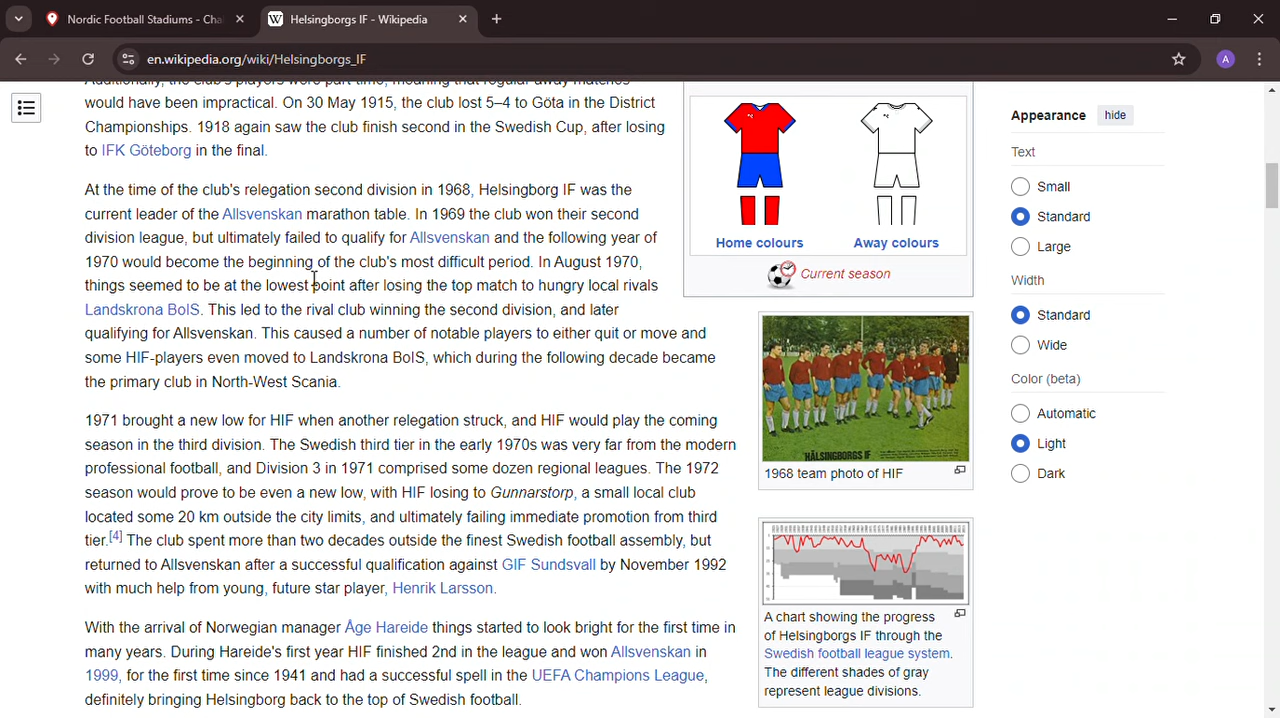 Nordic Football Stadiums - Cha
Helsingborgs IF - Wikipedia
en.wikipedia.org/wiki/Helsingborgs_IF
A
Additionally, the club's players were part-time, meaning that regular away matches
would have been impractical. On 30 May 1915, the club lost 5–4 to Göta in the District
Championships. 1918 again saw the club finish second in the Swedish Cup, after losing
to IFK Göteborg in the final.
At the time of the club's relegation second division in 1968, Helsingborg IF was the
current leader of the Allsvenskan marathon table. In 1969 the club won their second
division league, but ultimately failed to qualify for Allsvenskan and the following year of
1970 would become the beginning of the club's most difficult period. In August 1970,
things seemed to be at the lowest point after losing the top match to hungry local rivals
Landskrona BoIS. This led to the rival club winning the second division, and later
qualifying for Allsvenskan. This caused a number of notable players to either quit or move and
some HIF-players even moved to Landskrona BoIS, which during the following decade became
the primary club in North-West Scania.
1971 brought a new low for HIF when another relegation struck, and HIF would play the coming
season in the third division. The Swedish third tier in the early 1970s was very far from the modern
professional football, and Division 3 in 1971 comprised some dozen regional leagues. The 1972
season would prove to be even a new low, with HIF losing to Gunnarstorp, a small local club
located some 20 km outside the city limits, and ultimately failing immediate promotion from third
tier.[4] The club spent more than two decades outside the finest Swedish football assembly, but
returned to Allsvenskan after a successful qualification against GIF Sundsvall by November 1992
with much help from young, future star player, Henrik Larsson.
With the arrival of Norwegian manager Åge Hareide things started to look bright for the first time in
many years. During Hareide's first year HIF finished 2nd in the league and won Allsvenskan in
1999, for the first time since 1941 and had a successful spell in the UEFA Champions League,
definitely bringing Helsingborg back to the top of Swedish football.
Home colours
Away colours
Current season
HÄLSINGBORGS IF
1968 team photo of HIF
A chart showing the progress
of Helsingborgs IF through the
Swedish football league system.
The different shades of gray
represent league divisions.
Appearance hide
Text
Small
Standard
Large
Width
Standard
Wide
Color (beta)
Automatic
Light
Dark